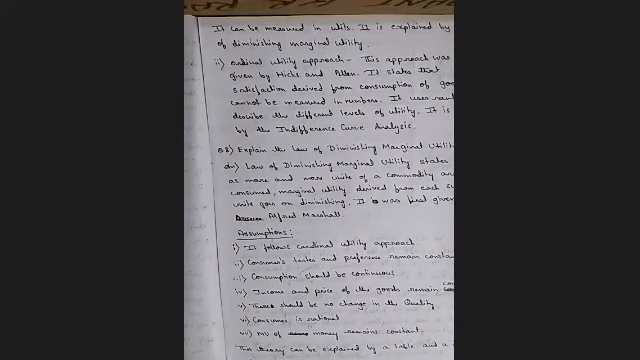 It can be measured in utils. It is explained by
of diminishing marginal utility.
ii) Ordinal utility approach - This approach was
given by Hicks and Allen. It states that
satisfaction derived from consumption of goo
cannot be measured in numbers. It uses ran
describe the different levels of utility. It is
by the Indifference Curve Analysis.
Q8) Explain the law of Diminishing Marginal Utility
Law of Diminishing Marginal Utility states
as more and more units of a commodity are
consumed, marginal utility derived from each su
units goes on diminishing. It was first given
Alfred Marshall.
Assumptions:
i) It follows cardinal utility approach
ii) Consumer's tastes and preference remain constan
iii) Consumption should be continuous.
iv) Income and price of the goods remain con
v) There should be no change in the Quality
vi) Consumer is rational
vii) MU of money remains constant.
This theory can be explained by a table and a